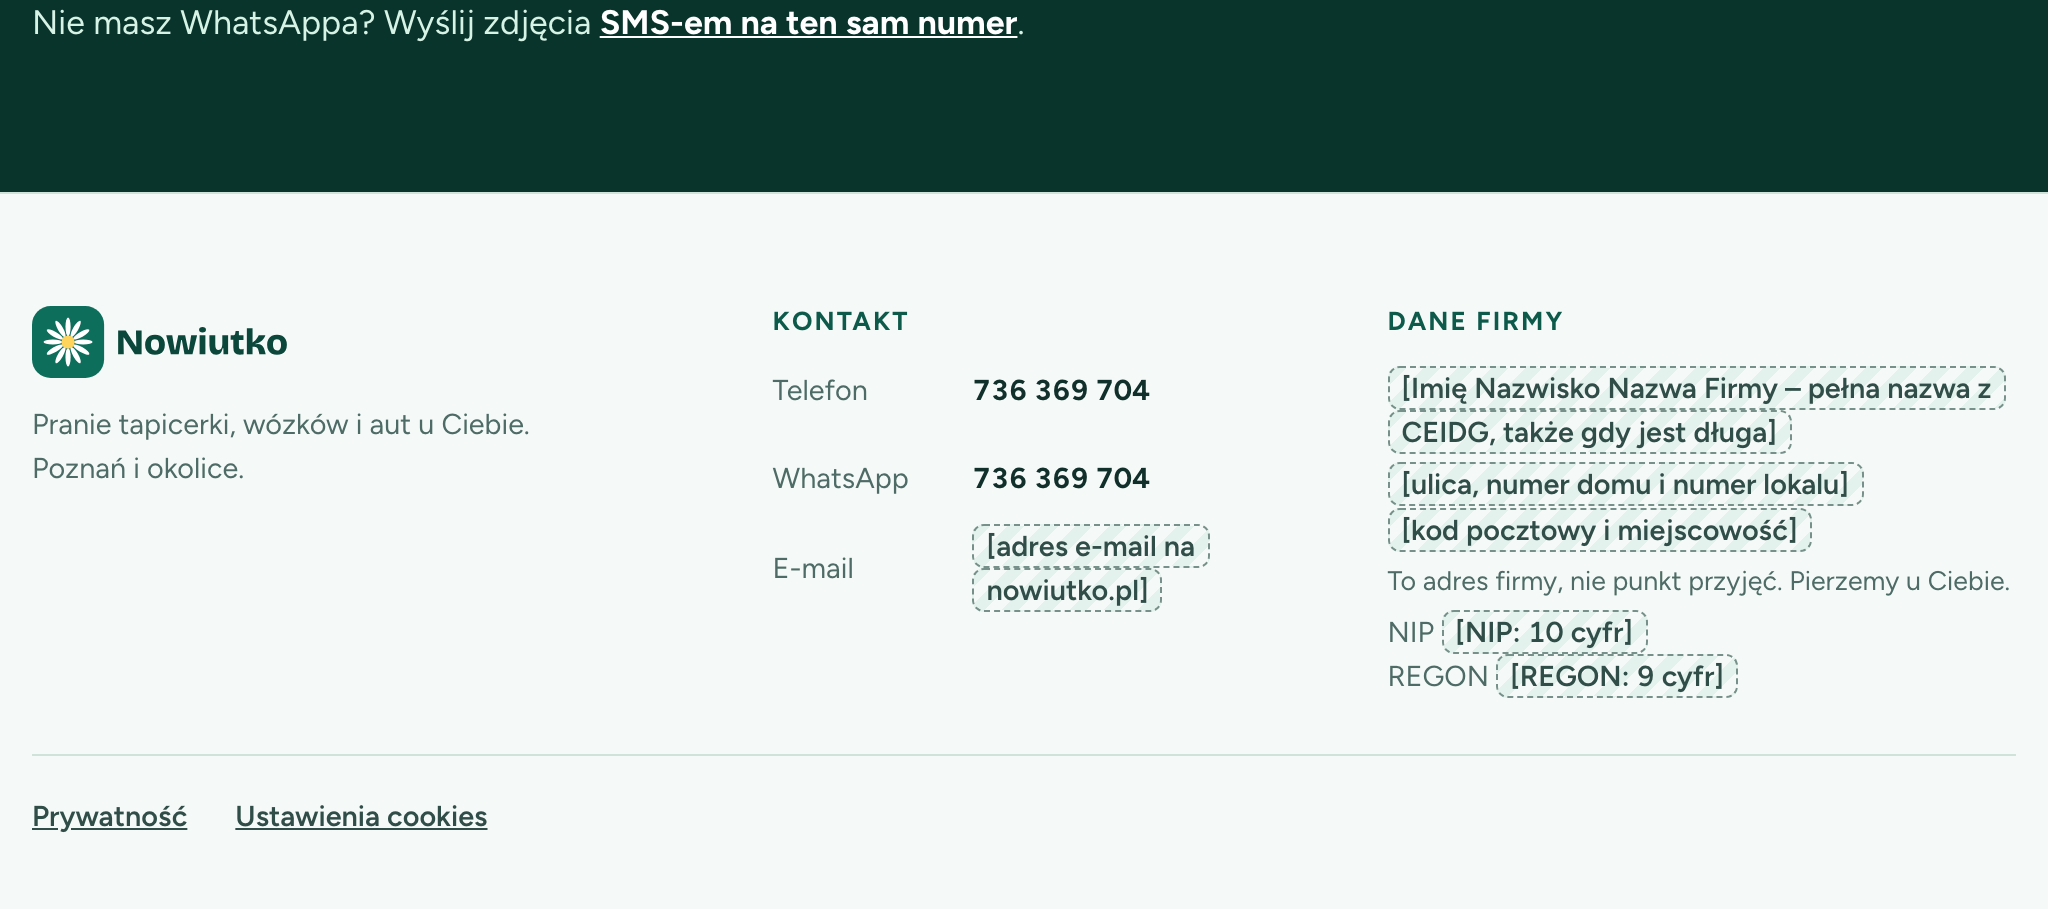 Nie masz WhatsAppa? Wyślij zdjęcia SMS-em na ten sam numer.
Nowiutko
Pranie tapicerki, wózków i aut u Ciebie.
Poznań i okolice.
KONTAKT
Telefon 736 369 704
WhatsApp 736 369 704
E-mail [adres e-mail na
nowiutko.pl]
DANE FIRMY
[Imię Nazwisko Nazwa Firmy – pełna nazwa z
CEIDG, także gdy jest długa]
[ulica, numer domu i numer lokalu]
[kod pocztowy i miejscowość]
To adres firmy, nie punkt przyjęć. Pierzemy u Ciebie.
NIP [NIP: 10 cyfr]
REGON [REGON: 9 cyfr]
Prywatność Ustawienia cookies